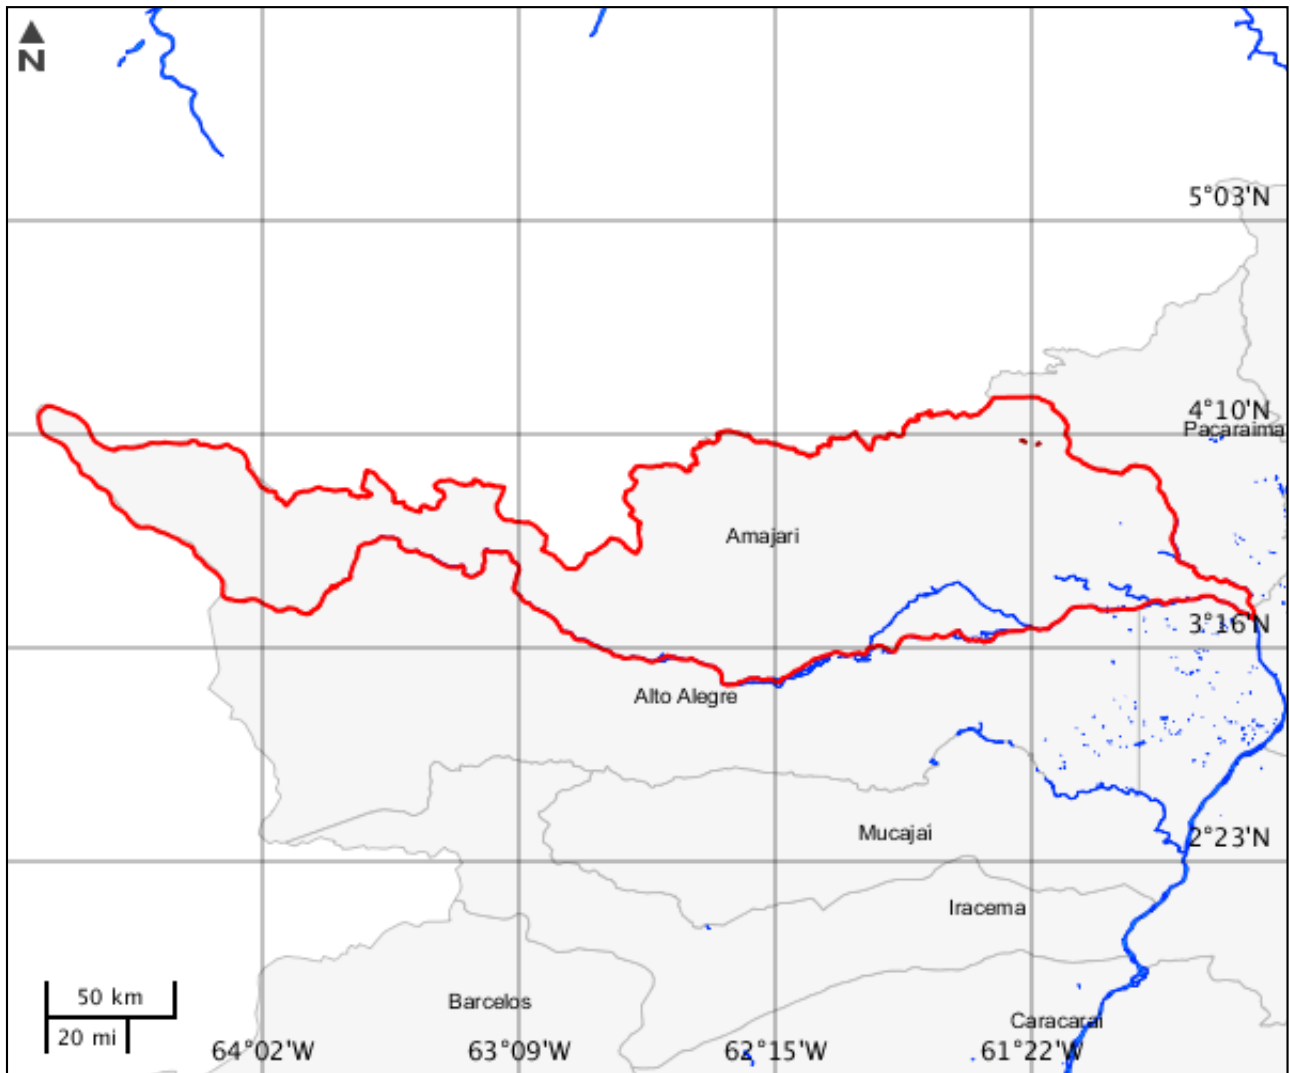 N
5°03'N
4°10'N
Pacaraima
Amajari
3°16'N
Alto Alegre
Mucajai
2°23'N
Iracema
50 km
Barcelos
20 mi
Caracarai
64°02'W
63°09'W
62°15'W
61°22'W